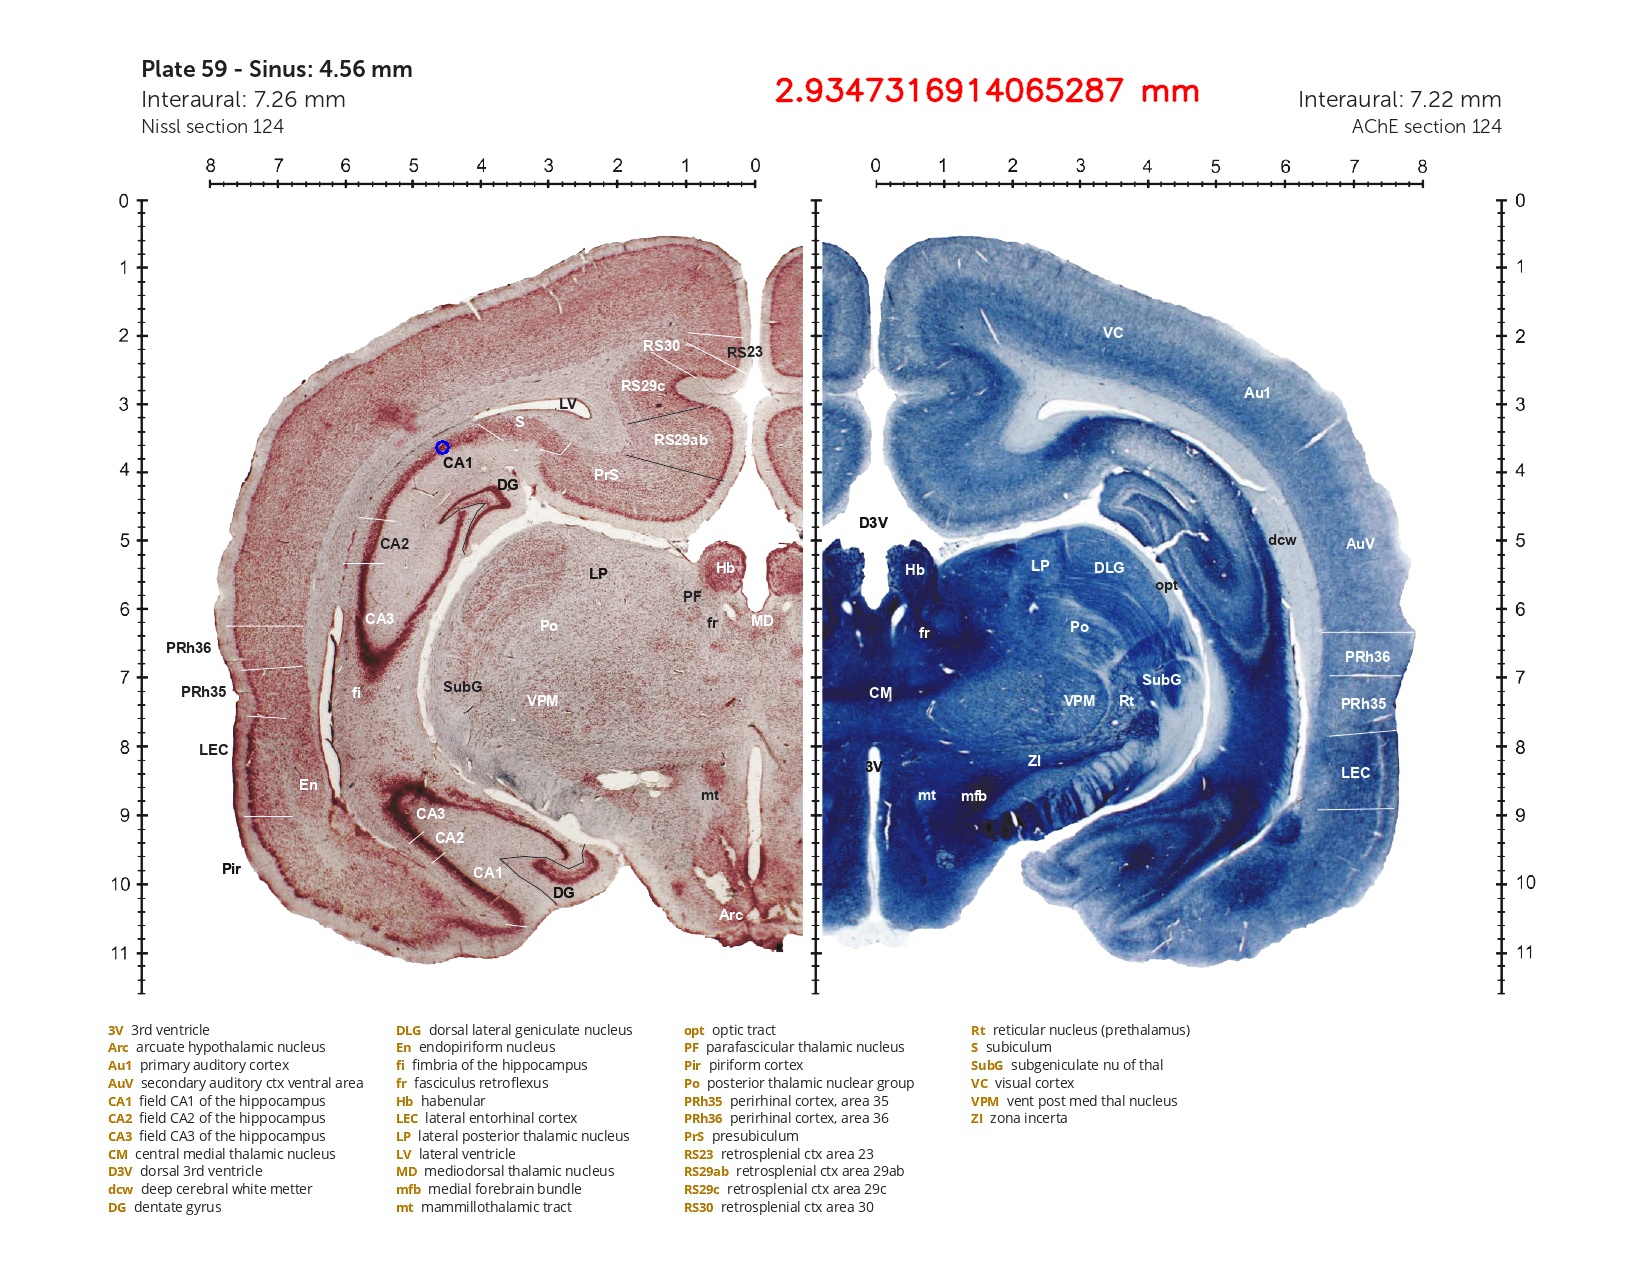 Plate 59 - Sinus: 4.56 mm
Interaural: 7.26 mm
Nissl section 124
2.9347316914065287 mm
Interaural: 7.22 mm
AChE section 124
8 7 6 5 4 3 2 1 0
0 1 2 3 4 5 6 7 8
0
1
2
3
4
5
6
7
8
9
10
11
RS30
RS23
RS29c
LV
S
RS29ab
CA1
PrS
DG
CA2
Hb
LP
PF
CA3
Po
fr
MD
PRh36
PRh35
fi
SubG
VPM
LEC
En
mt
CA3
CA2
Pir
CA1
DG
Arc
VC
Au1
D3V
dcw
AuV
Hb
LP
DLG
opt
fr
Po
PRh36
CM
SubG
VPM
Rt
PRh35
3V
ZI
LEC
mt
mfb
0
1
2
3
4
5
6
7
8
9
10
11
3V 3rd ventricle
Arc arcuate hypothalamic nucleus
Au1 primary auditory cortex
AuV secondary auditory ctx ventral area
CA1 field CA1 of the hippocampus
CA2 field CA2 of the hippocampus
CA3 field CA3 of the hippocampus
CM central medial thalamic nucleus
D3V dorsal 3rd ventricle
dcw deep cerebral white metter
DG dentate gyrus
DLG dorsal lateral geniculate nucleus
En endopiriform nucleus
fi fimbria of the hippocampus
fr fasciculus retroflexus
Hb habenular
LEC lateral entorhinal cortex
LP lateral posterior thalamic nucleus
LV lateral ventricle
MD mediodorsal thalamic nucleus
mfb medial forebrain bundle
mt mammillothalamic tract
opt optic tract
PF parafascicular thalamic nucleus
Pir piriform cortex
Po posterior thalamic nuclear group
PRh35 perirhinal cortex, area 35
PRh36 perirhinal cortex, area 36
PrS presubiculum
RS23 retrosplenial ctx area 23
RS29ab retrosplenial ctx area 29ab
RS29c retrosplenial ctx area 29c
RS30 retrosplenial ctx area 30
Rt reticular nucleus (prethalamus)
S subiculum
SubG subgeniculate nu of thal
VC visual cortex
VPM vent post med thal nucleus
ZI zona incerta